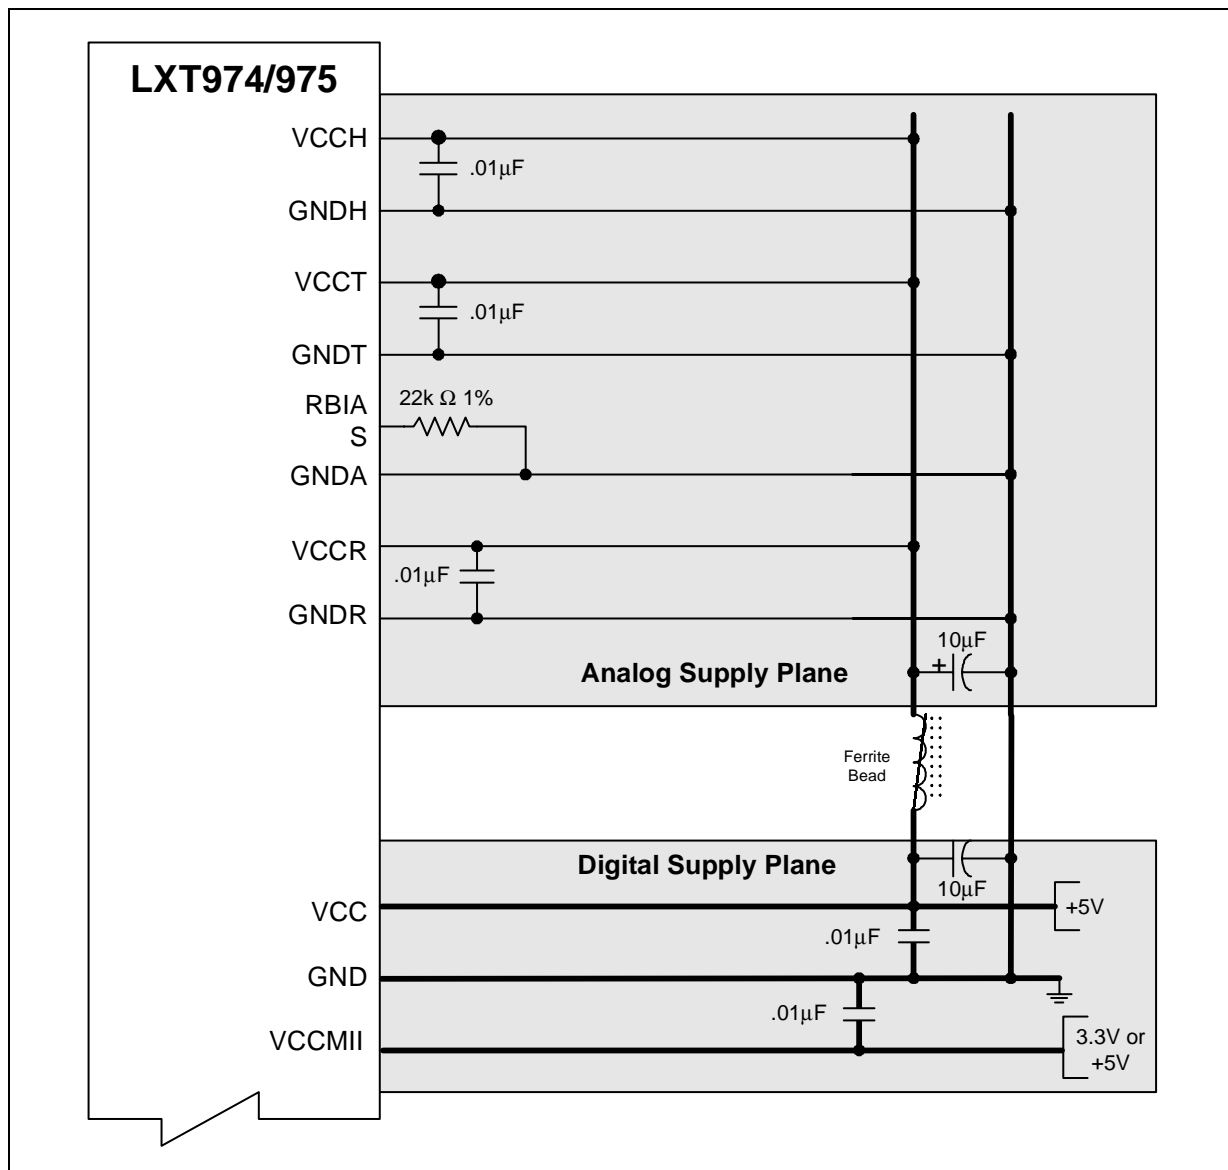 LXT974/975
VCCH
.01µF
GNDH
VCCT
.01µF
GNDT
RBIA
S
22k Ω 1%
GNDA
VCCR
.01µF
GNDR
10µF
+
Analog Supply Plane
Ferrite
Bead
Digital Supply Plane
10µF
VCC
+5V
.01µF
GND
.01µF
VCCMII
3.3V or
+5V